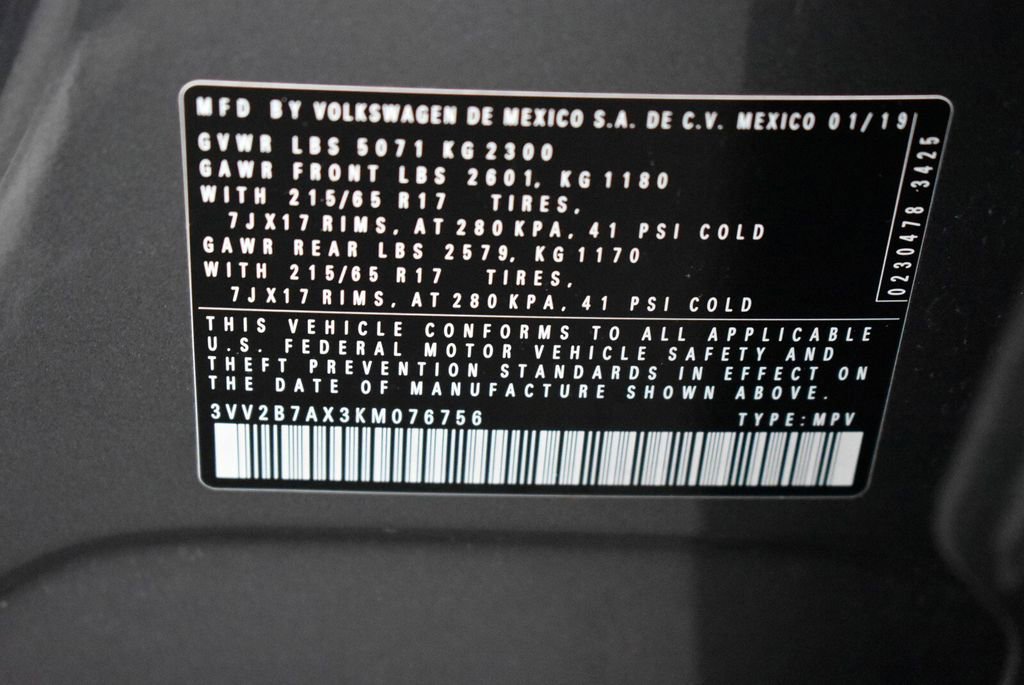 MFD BY VOLKSWAGEN DE MEXICO S.A. DE C.V. MEXICO 01/19
GVWR LBS 5071 KG 2300
GAWR FRONT LBS 2601, KG 1180
WITH 215/65 R17 TIRES,
7JX17 RIMS, AT 280 KPA, 41 PSI COLD
GAWR REAR LBS 2579, KG 1170
WITH 215/65 R17 TIRES,
7JX17 RIMS, AT 280 KPA, 41 PSI COLD
0230478 3425
THIS VEHICLE CONFORMS TO ALL APPLICABLE
U.S. FEDERAL MOTOR VEHICLE SAFETY AND
THEFT PREVENTION STANDARDS IN EFFECT ON
THE DATE OF MANUFACTURE SHOWN ABOVE.
3VV2B7AX3KM076756 TYPE: MPV